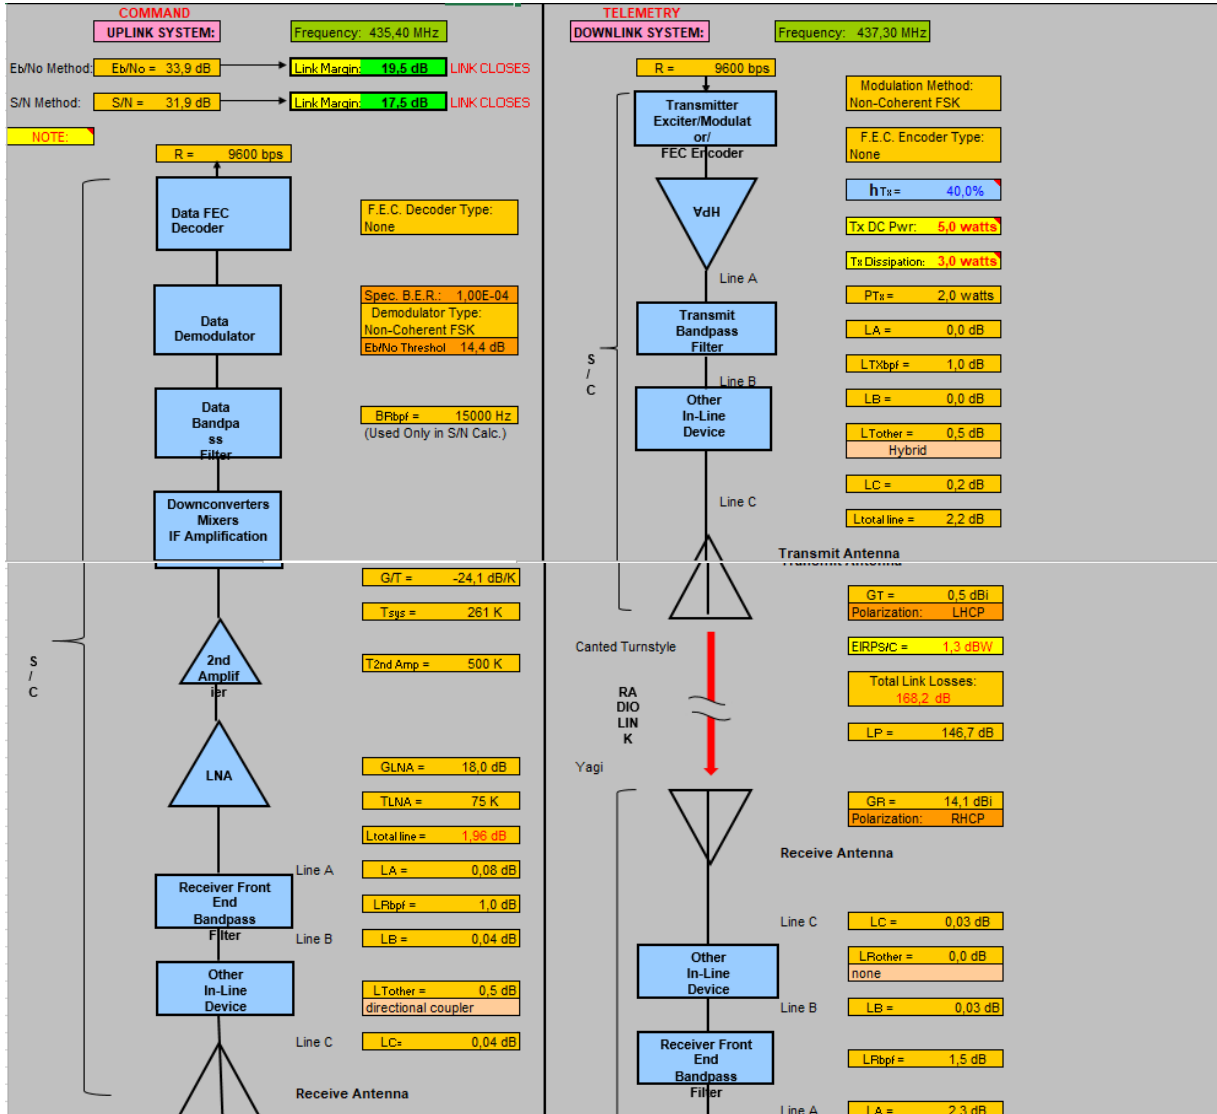 COMMAND
UPLINK SYSTEM:
Frequency: 435,40 MHz
Eb/No Method:
Eb/No = 33,9 dB
Link Margin: 19,5 dB
LINK CLOSES
S/N Method:
S/N = 31,9 dB
Link Margin: 17,5 dB
LINK CLOSES
NOTE:
R = 9600 bps
Data FEC
Decoder
F.E.C. Decoder Type:
None
Data
Demodulator
Spec. B.E.R.: 1,00E-04
Demodulator Type:
Non-Coherent FSK
Eb/No Threshol 14,4 dB
Data
Bandpa
ss
Filter
BRbpf = 15000 Hz
(Used Only in S/N Calc.)
Downconverters
Mixers
IF Amplification
G/T = -24,1 dB/K
Tsys = 261 K
S
/
C
2nd
Amplif
ier
T2nd Amp = 500 K
LNA
GLNA = 18,0 dB
TLNA = 75 K
Ltotal line = 1,96 dB
Line A
LA = 0,08 dB
Receiver Front
End
Bandpass
Filter
LRbpf = 1,0 dB
Line B
LB = 0,04 dB
Other
In-Line
Device
LTother = 0,5 dB
directional coupler
Line C
LC= 0,04 dB
Receive Antenna
TELEMETRY
DOWNLINK SYSTEM:
Frequency: 437,30 MHz
R = 9600 bps
Transmitter
Exciter/Modulat
or/
FEC Encoder
Modulation Method:
Non-Coherent FSK
F.E.C. Encoder Type:
None
HPA
hTx = 40,0%
Tx DC Pwr: 5,0 watts
Tx Dissipation: 3,0 watts
Line A
PTx = 2,0 watts
Transmit
Bandpass
Filter
LA = 0,0 dB
S
/
C
LTXbpf = 1,0 dB
Line B
LB = 0,0 dB
Other
In-Line
Device
LTother = 0,5 dB
Hybrid
LC = 0,2 dB
Line C
Ltotal line = 2,2 dB
Transmit Antenna
Transmit Antenna
GT = 0,5 dBi
Polarization: LHCP
Canted Turnstyle
EIRPS/C = 1,3 dBW
Total Link Losses:
168,2 dB
RA
DIO
LIN
K
LP = 146,7 dB
Yagi
GR = 14,1 dBi
Polarization: RHCP
Receive Antenna
Line C
LC = 0,03 dB
Other
In-Line
Device
LRother = 0,0 dB
none
Line B
LB = 0,03 dB
Receiver Front
End
Bandpass
Filter
LRbpf = 1,5 dB
Line A
LA = 2,3 dB